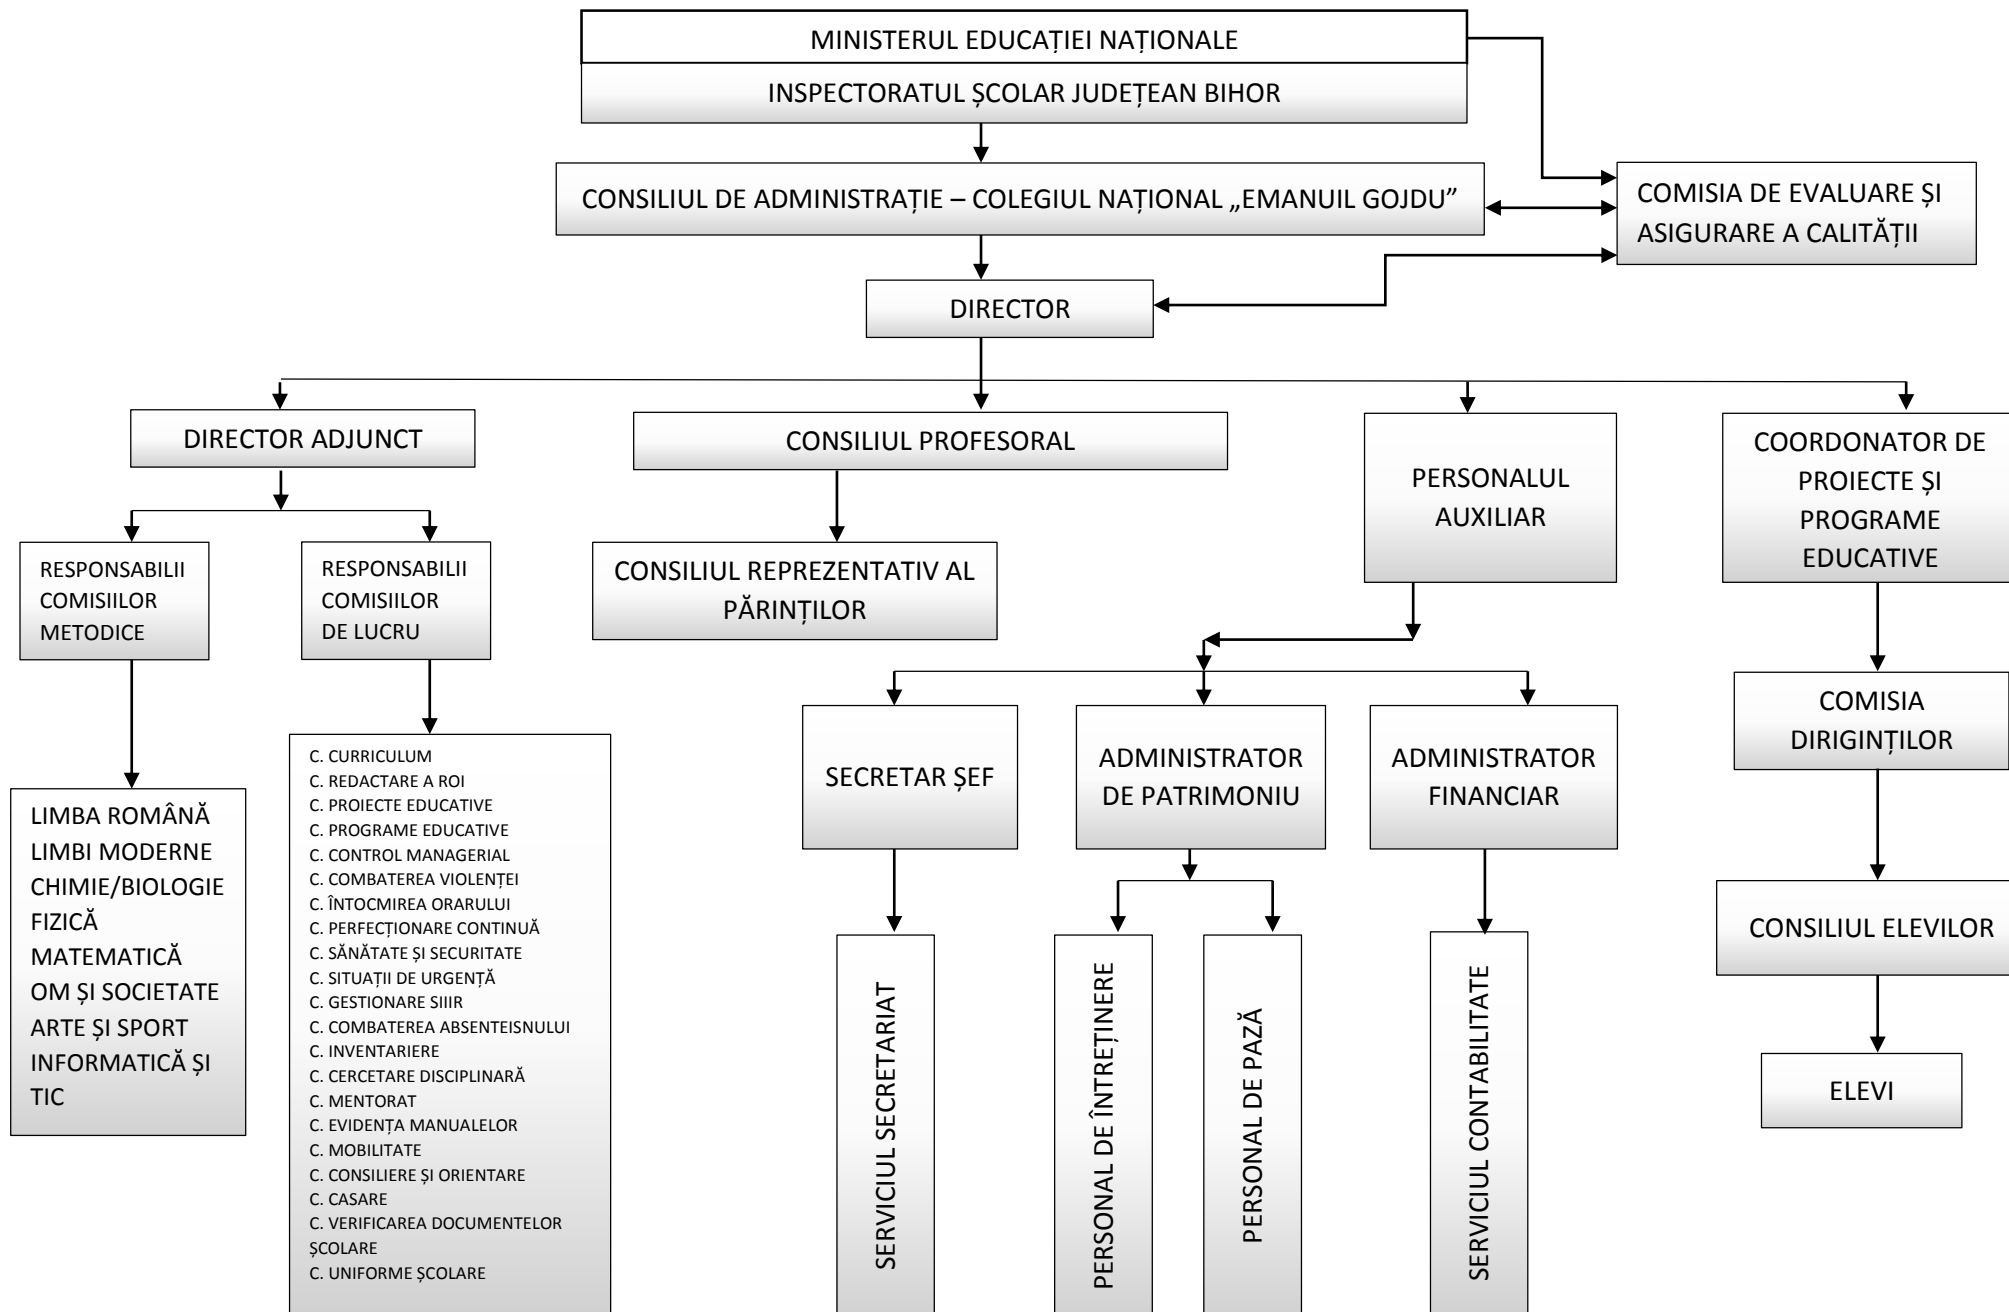 MINISTERUL EDUCAȚIEI NAȚIONALE
INSPECTORATUL ȘCOLAR JUDEȚEAN BIHOR
CONSILIUL DE ADMINISTRAȚIE – COLEGIUL NAȚIONAL „EMANUIL GOJDU”
COMISIA DE EVALUARE ȘI
ASIGURARE A CALITĂȚII
DIRECTOR
DIRECTOR ADJUNCT
CONSILIUL PROFESORAL
PERSONALUL
AUXILIAR
COORDONATOR DE
PROIECTE ȘI
PROGRAME
EDUCATIVE
RESPONSABILII
COMISIILOR
METODICE
RESPONSABILII
COMISIILOR
DE LUCRU
CONSILIUL REPREZENTATIV AL
PĂRINȚILOR
SECRETAR ȘEF
ADMINISTRATOR
DE PATRIMONIU
ADMINISTRATOR
FINANCIAR
COMISIA
DIRIGINȚILOR
LIMBA ROMÂNĂ
LIMBI MODERNE
CHIMIE/BIOLOGIE
FIZICĂ
MATEMATICĂ
OM ȘI SOCIETATE
ARTE ȘI SPORT
INFORMATICĂ ȘI
TIC
C. CURRICULUM
C. REDACTARE A ROI
C. PROIECTE EDUCATIVE
C. PROGRAME EDUCATIVE
C. CONTROL MANAGERIAL
C. COMBATEREA VIOLENȚEI
C. ÎNTOCMIREA ORARULUI
C. PERFECȚIONARE CONTINUĂ
C. SĂNĂTATE ȘI SECURITATE
C. SITUAȚII DE URGENȚĂ
C. GESTIONARE SIIIR
C. COMBATEREA ABSENTEISNULUI
C. INVENTARIERE
C. CERCETARE DISCIPLINARĂ
C. MENTORAT
C. EVIDENȚA MANUALELOR
C. MOBILITATE
C. CONSILIERE ȘI ORIENTARE
C. CASARE
C. VERIFICAREA DOCUMENTELOR
ȘCOLARE
C. UNIFORME ȘCOLARE
SERVICIUL SECRETARIAT
PERSONAL DE ÎNTREȚINERE
PERSONAL DE PAZĂ
SERVICIUL CONTABILITATE
CONSILIUL ELEVILOR
ELEVI